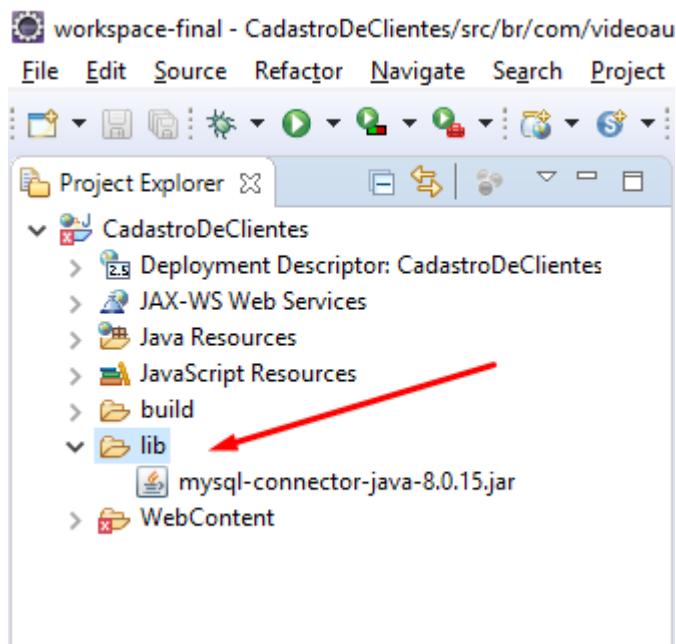 workspace-final - CadastroDeClientes/src/br/com/videoau
File Edit Source Refactor Navigate Search Project
Project Explorer
CadastroDeClientes
2.5 Deployment Descriptor: CadastroDeClientes
JAX-WS Web Services
Java Resources
JavaScript Resources
build
lib
mysql-connector-java-8.0.15.jar
WebContent